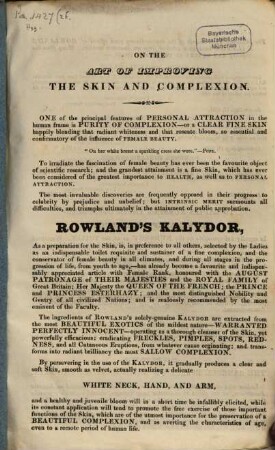 Bayerische
Staatsbibliothek
München
ON THE
ART OF IMPROVING
THE SKIN AND COMPLEXION.
ONE of the principal features of PERSONAL ATTRACTION in the
human frame is PURITY OF COMPLEXION—to a CLEAR FINE SKIN
happily blending that radiant whiteness and that roseate bloom, so essential and
confirmatory of the influence of FEMALE BEAUTY.
"On her white breast a sparkling cross she wore."—POPE.
To irradiate the fascination of female beauty has ever been the favourite object
of scientific research; and the greatest attainment is a fine Skin, which has ever
been considered of the greatest importance to HEALTH, as well as PERSONAL
ATTRACTION.
The most invaluable discoveries are frequently opposed in their progress to
celebrity by prejudice and unbelief; but INTRINSIC MERIT surmounts all
difficulties, and triumphs ultimately in the attainment of public approbation.
ROWLAND'S KALYDOR,
As a preparation for the Skin, is, in preference to all others, selected by the Ladies
as an indispensable toilet requisite and sustainer of a fine complexion; and the
conservator of female beauty in all climates, and during all stages in the pro-
gression of life, from youth to age,—has always become a favourite and indispen-
sably appreciated article with Female Rank, honoured with the AUGUST
PATRONAGE OF THEIR MAJESTIES and the ROYAL FAMILY of
Great Britain; Her Majesty the QUEEN OF THE FRENCH; the PRINCE
and PRINCESS ESTERHAZY; and the most distinguished Nobility and
Gentry of all civilized Nations; and is zealously recommended by the most
eminent of the Faculty.
The ingredients of ROWLAND'S solely-genuine KALYDOR are extracted from
the most BEAUTIFUL EXOTICS of the mildest nature—WARRANTED
PERFECTLY INNOCENT—operating as a thorough cleanser of the Skin, yet
powerfully efficacious; eradicating FRECKLES, PIMPLES, SPOTS, RED-
NESS, and all Cutaneous Eruptions, from whatever cause originating; and trans-
forms into radiant brilliancy the most SALLOW COMPLEXION.
By persevering in the use of the KALYDOR, it gradually produces a clear and
soft Skin, smooth as velvet, actually realizing a delicate
WHITE NECK, HAND, AND ARM,
and a healthy and juvenile bloom will in a short time be infallibly elicited, while
its constant application will tend to promote the free exercise of those important
functions of the Skin, which are of the utmost importance for the preservation of a
BEAUTIFUL COMPLEXION, and as averting the characteristics of age,
even to a remote period of human life.